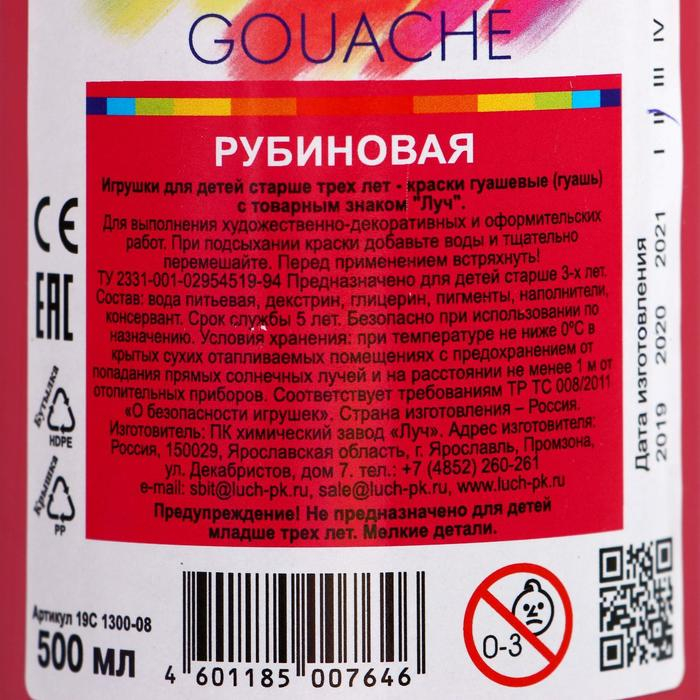 GOUACHE
РУБИНОВАЯ
Игрушки для детей старше трех лет - краски гуашевые (гуашь)
с товарным знаком "Луч".
Для выполнения художественно-декоративных и оформительских
работ. При подсыхании краски добавьте воды и тщательно
перемешайте. Перед применением встряхнуть!
ТУ 2331-001-02954519-94 Предназначено для детей старше 3-х лет.
Состав: вода питьевая, декстрин, глицерин, пигменты, наполнители,
консервант. Срок службы 5 лет. Безопасно при использовании по
назначению. Условия хранения: при температуре не ниже 0°С в
крытых сухих отапливаемых помещениях с предохранением от
попадания прямых солнечных лучей и на расстоянии не менее 1 м от
отопительных приборов. Соответствует требованиям ТР ТС 008/2011
«О безопасности игрушек». Страна изготовления – Россия.
Изготовитель: ПК химический завод «Луч». Адрес изготовителя:
Россия, 150029, Ярославская область, г. Ярославль, Промзона,
ул. Декабристов, дом 7. тел.: +7 (4852) 260-261
e-mail: sbit@luch-pk.ru, sale@luch-pk.ru, www.luch-pk.ru
Предупреждение! Не предназначено для детей
младше трех лет. Мелкие детали.
CE
EAC
Бутылка
HDPE
Крышка
PP
Дата изготовления
2019 2020 2021
I II III IV
Артикул 19С 1300-08
500 мл
4 601185 007646
0-3